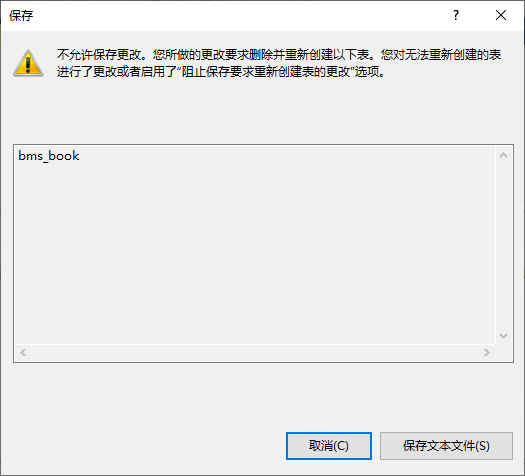 保存
不允许保存更改。您所做的更改要求删除并重新创建以下表。您对无法重新创建的表
进行了更改或者启用了"阻止保存要求重新创建表的更改"选项。
bms_book
取消(C)
保存文本文件(S)